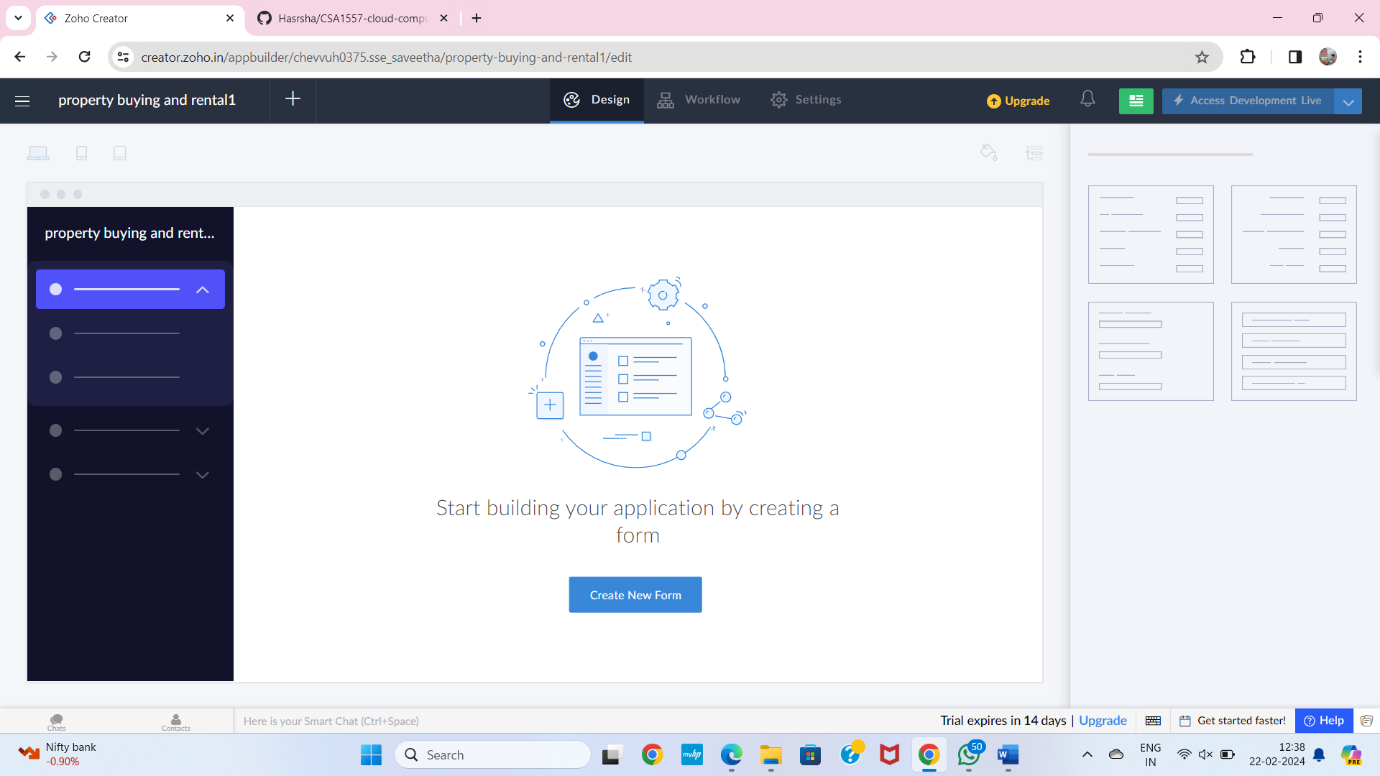 Zoho Creator
Hasrsha/CSA1557-cloud-compu
creator.zoho.in/appbuilder/chevvuh0375.sse_saveetha/property-buying-and-rental1/edit
property buying and rental1
Design
Workflow
Settings
Upgrade
Access Development Live
property buying and rent...
Start building your application by creating a
form
Create New Form
Chats
Contacts
Here is your Smart Chat (Ctrl+Space)
Trial expires in 14 days | Upgrade
Get started faster!
Help
Nifty bank
-0.90%
Search
myhp
50
W
ENG
IN
12:38
22-02-2024
PRE